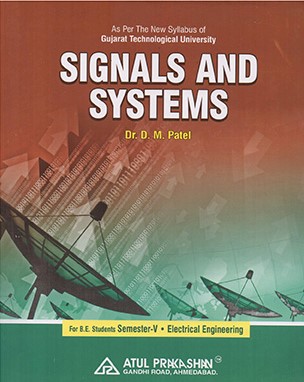 As Per The New Syllabus of
Gujarat Technological University
SIGNALS AND
SYSTEMS
Dr. D. M. Patel
For B.E. Students Semester-V • Electrical Engineering
ATUL PRAKASHAN
GANDHI ROAD, AHMEDABAD.